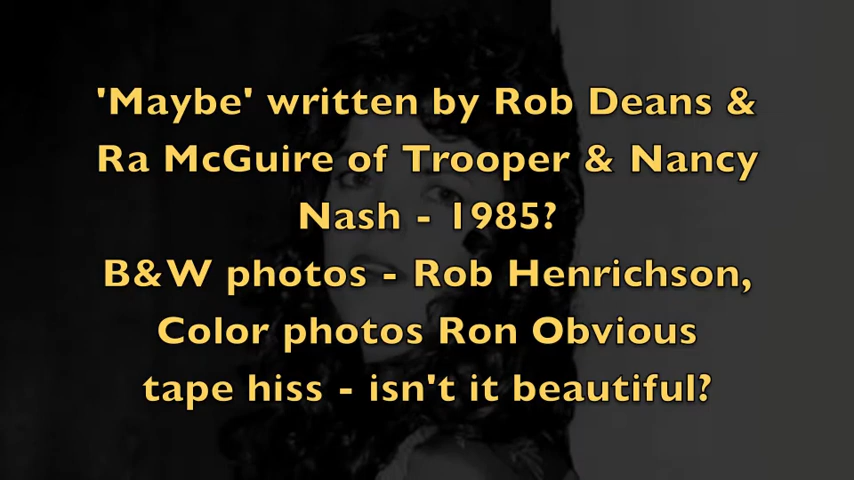 'Maybe' written by Rob Deans &
Ra McGuire of Trooper & Nancy
Nash - 1985?
B&W photos - Rob Henrichson,
Color photos Ron Obvious
tape hiss - isn't it beautiful?